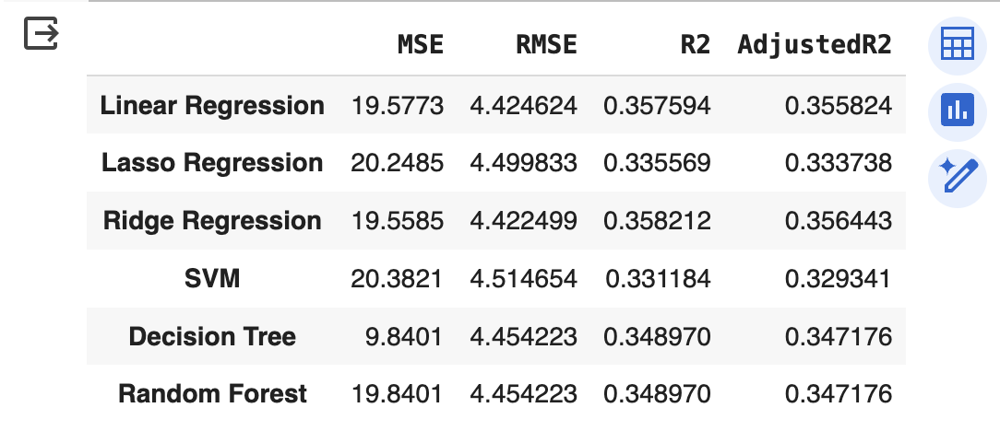 MSE RMSE R2 AdjustedR2
Linear Regression 19.5773 4.424624 0.357594 0.355824
Lasso Regression 20.2485 4.499833 0.335569 0.333738
Ridge Regression 19.5585 4.422499 0.358212 0.356443
SVM 20.3821 4.514654 0.331184 0.329341
Decision Tree 9.8401 4.454223 0.348970 0.347176
Random Forest 19.8401 4.454223 0.348970 0.347176